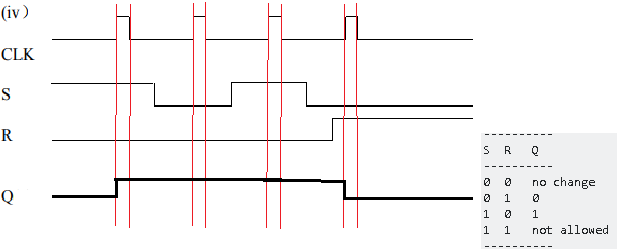 (iv)
CLK
S
R
Q
-----------
S R Q
-----------
0 0 no change
0 1 0
1 0 1
1 1 not allowed
-----------